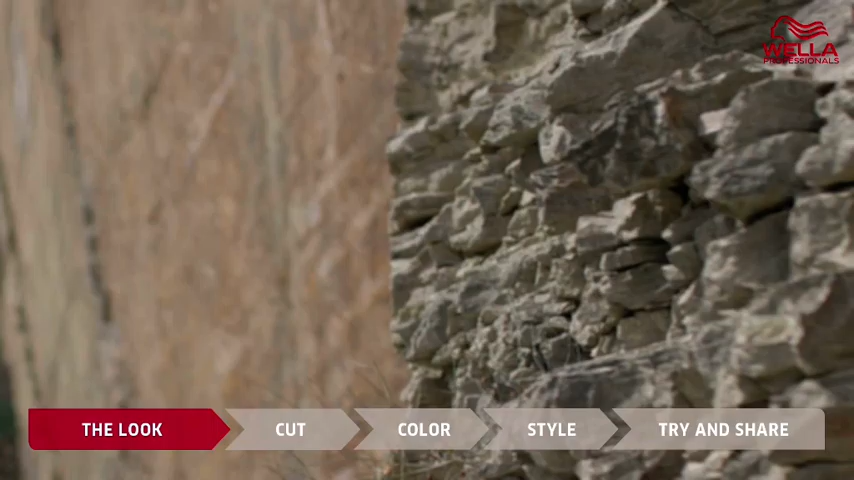 WELLA
PROFESSIONALS
THE LOOK
CUT
COLOR
STYLE
TRY AND SHARE